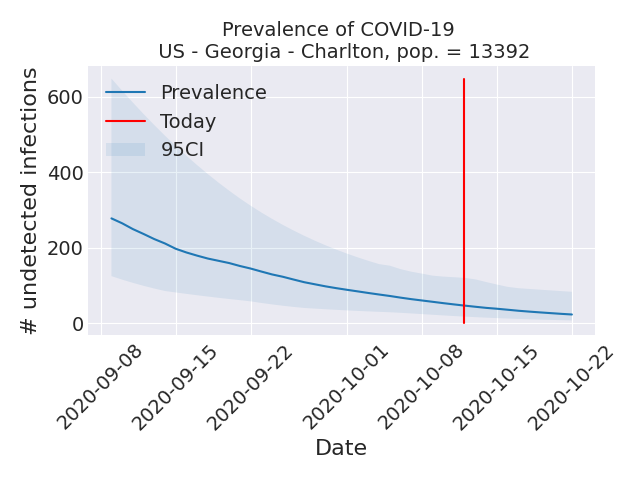 Prevalence of COVID-19
US - Georgia - Charlton, pop. = 13392
# undetected infections
600
400
200
0
Prevalence
Today
95CI
2020-09-08
2020-09-15
2020-09-22
2020-10-01
2020-10-08
2020-10-15
2020-10-22
Date